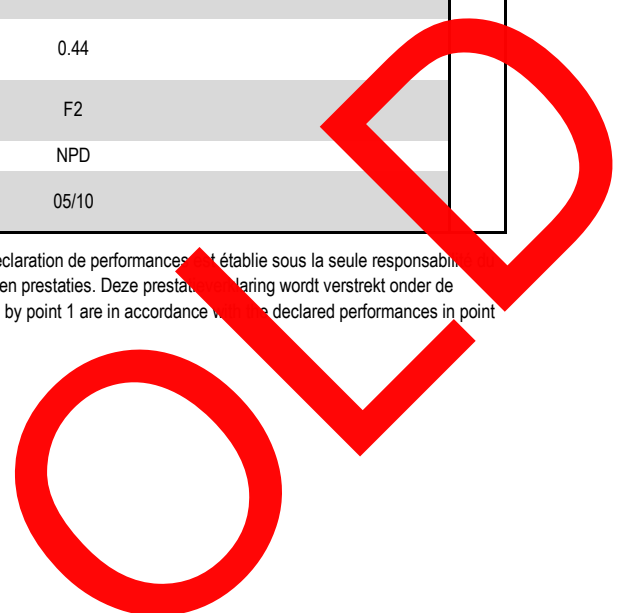 0.44
F2
NPD
05/10
eclaration de performances est établie sous la seule responsabilité du
en prestaties. Deze prestatieverklaring wordt verstrekt onder de
by point 1 are in accordance with the declared performances in point
OLD